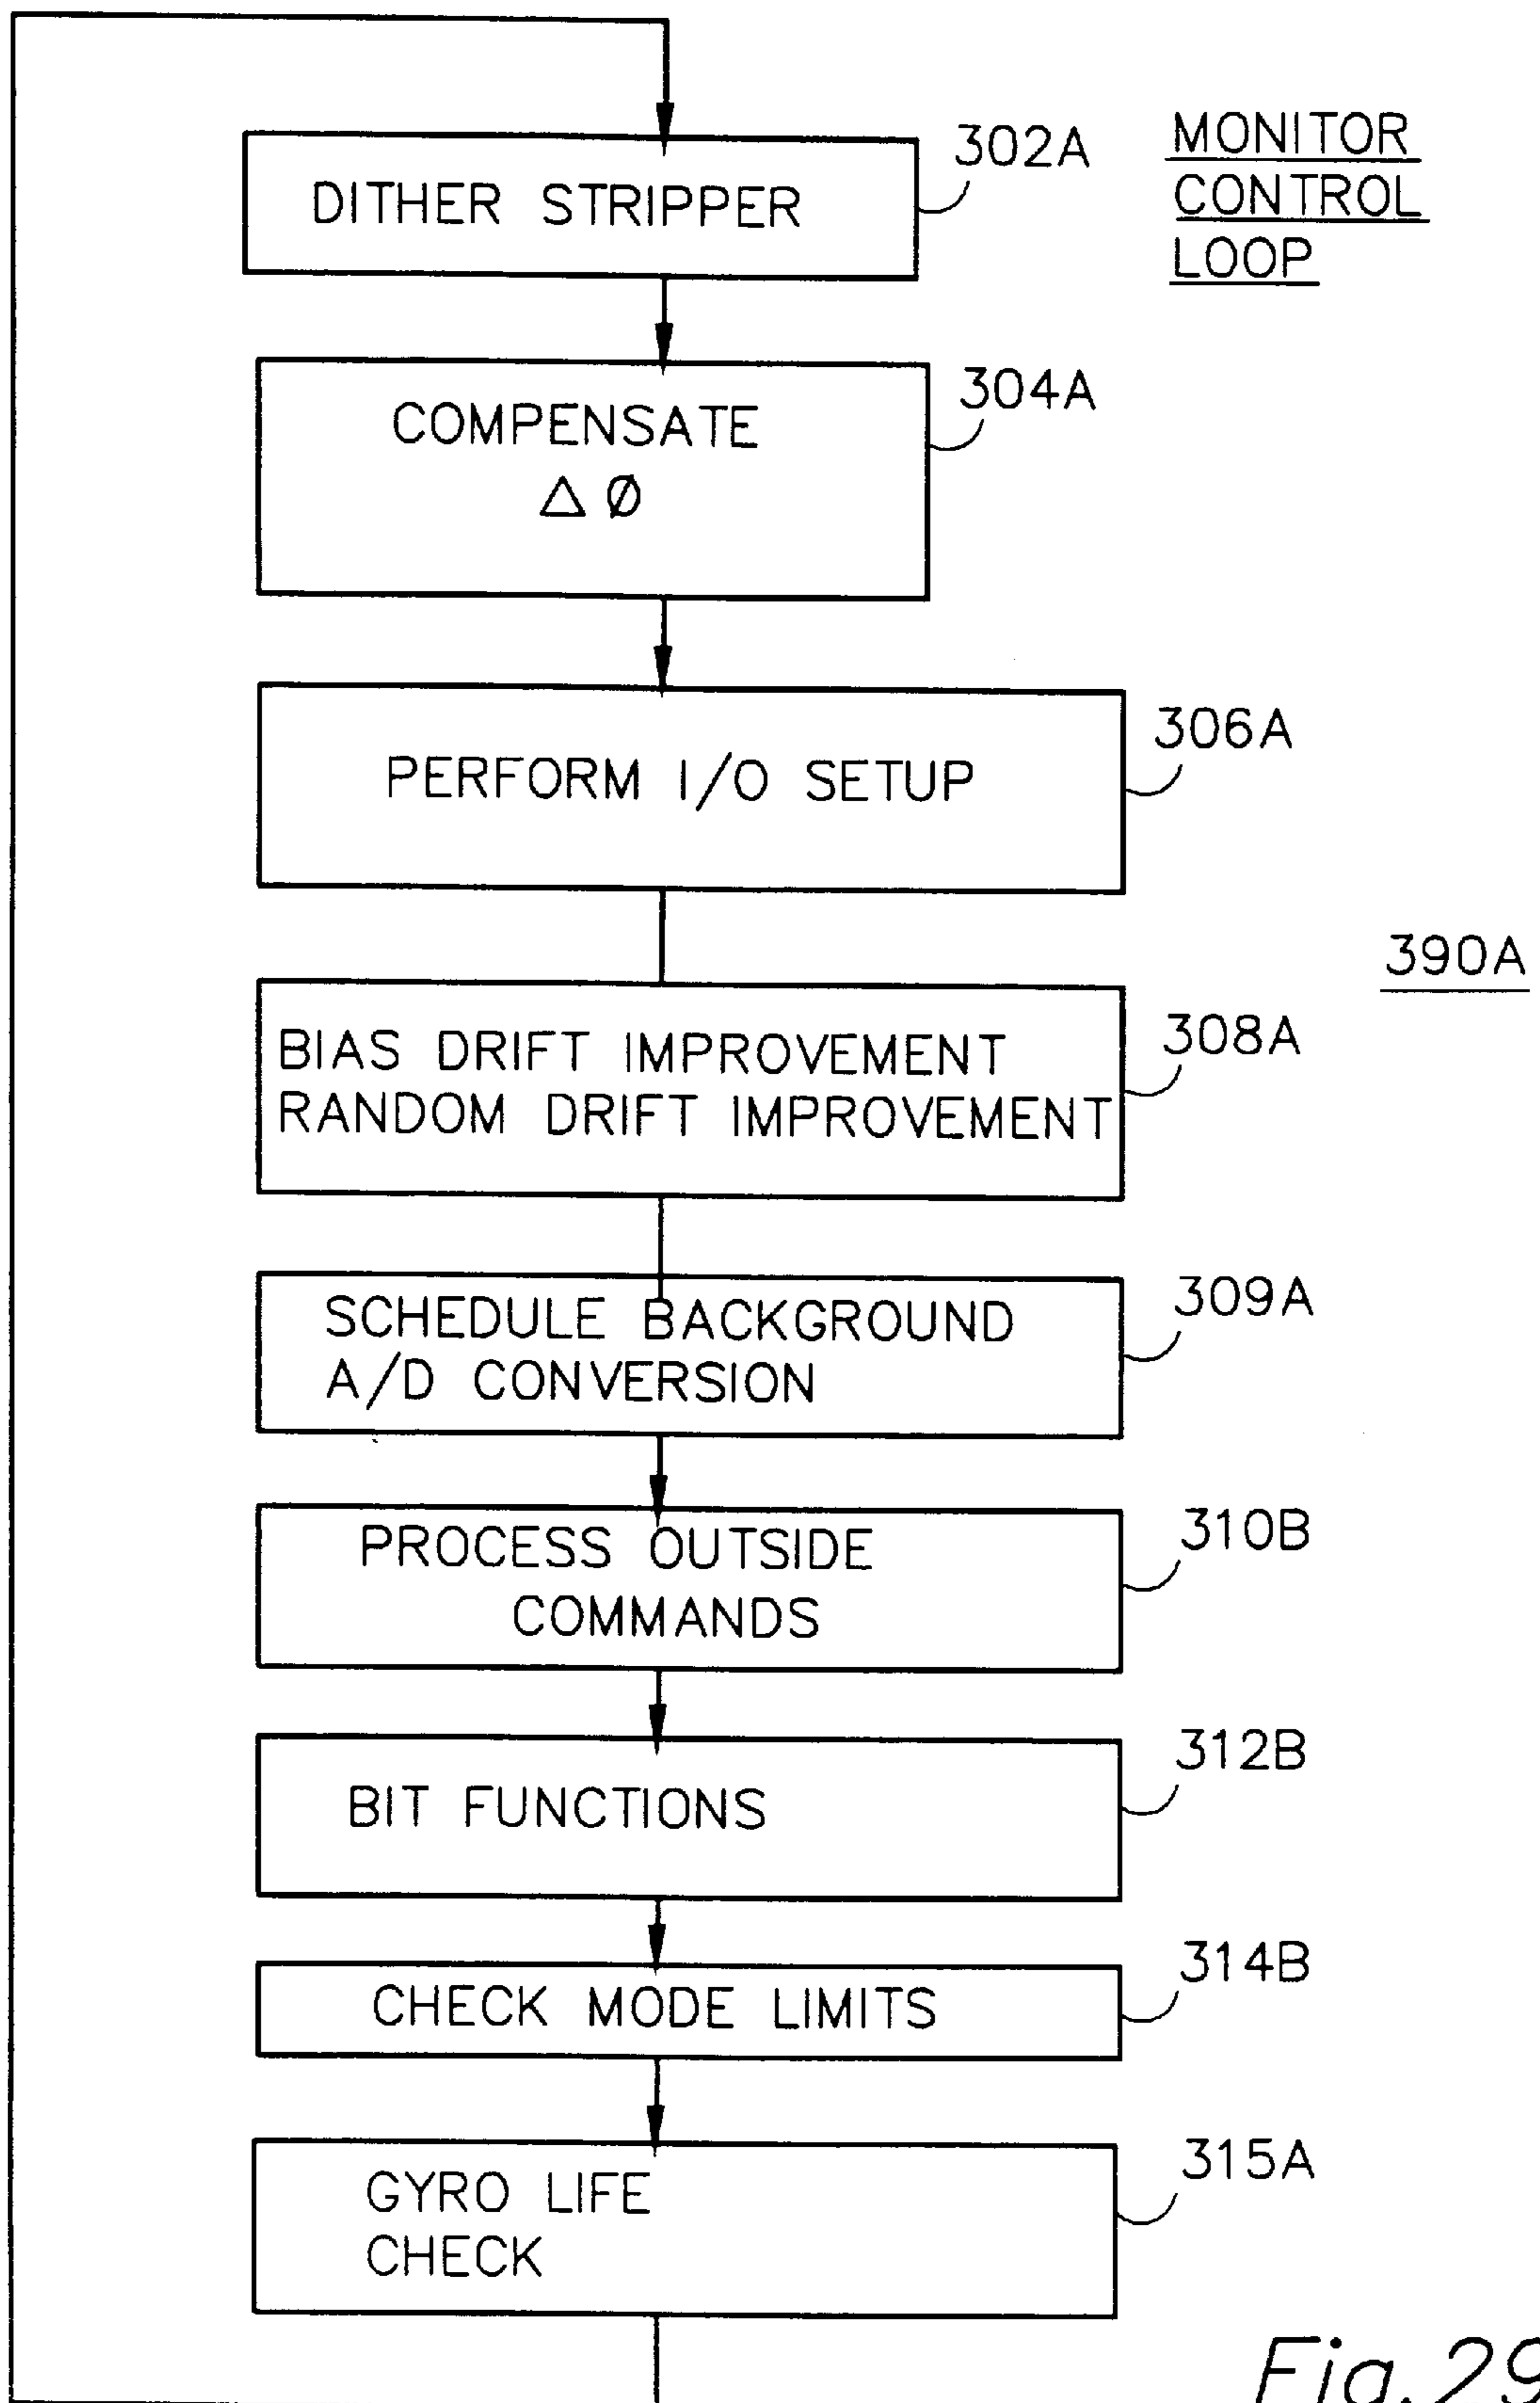 302A
MONITOR
CONTROL
LOOP
DITHER STRIPPER
304A
COMPENSATE
△ Ø
306A
PERFORM I/O SETUP
390A
308A
BIAS DRIFT IMPROVEMENT
RANDOM DRIFT IMPROVEMENT
309A
SCHEDULE BACKGROUND
A/D CONVERSION
310B
PROCESS OUTSIDE
COMMANDS
312B
BIT FUNCTIONS
314B
CHECK MODE LIMITS
315A
GYRO LIFE
CHECK
Fig.29